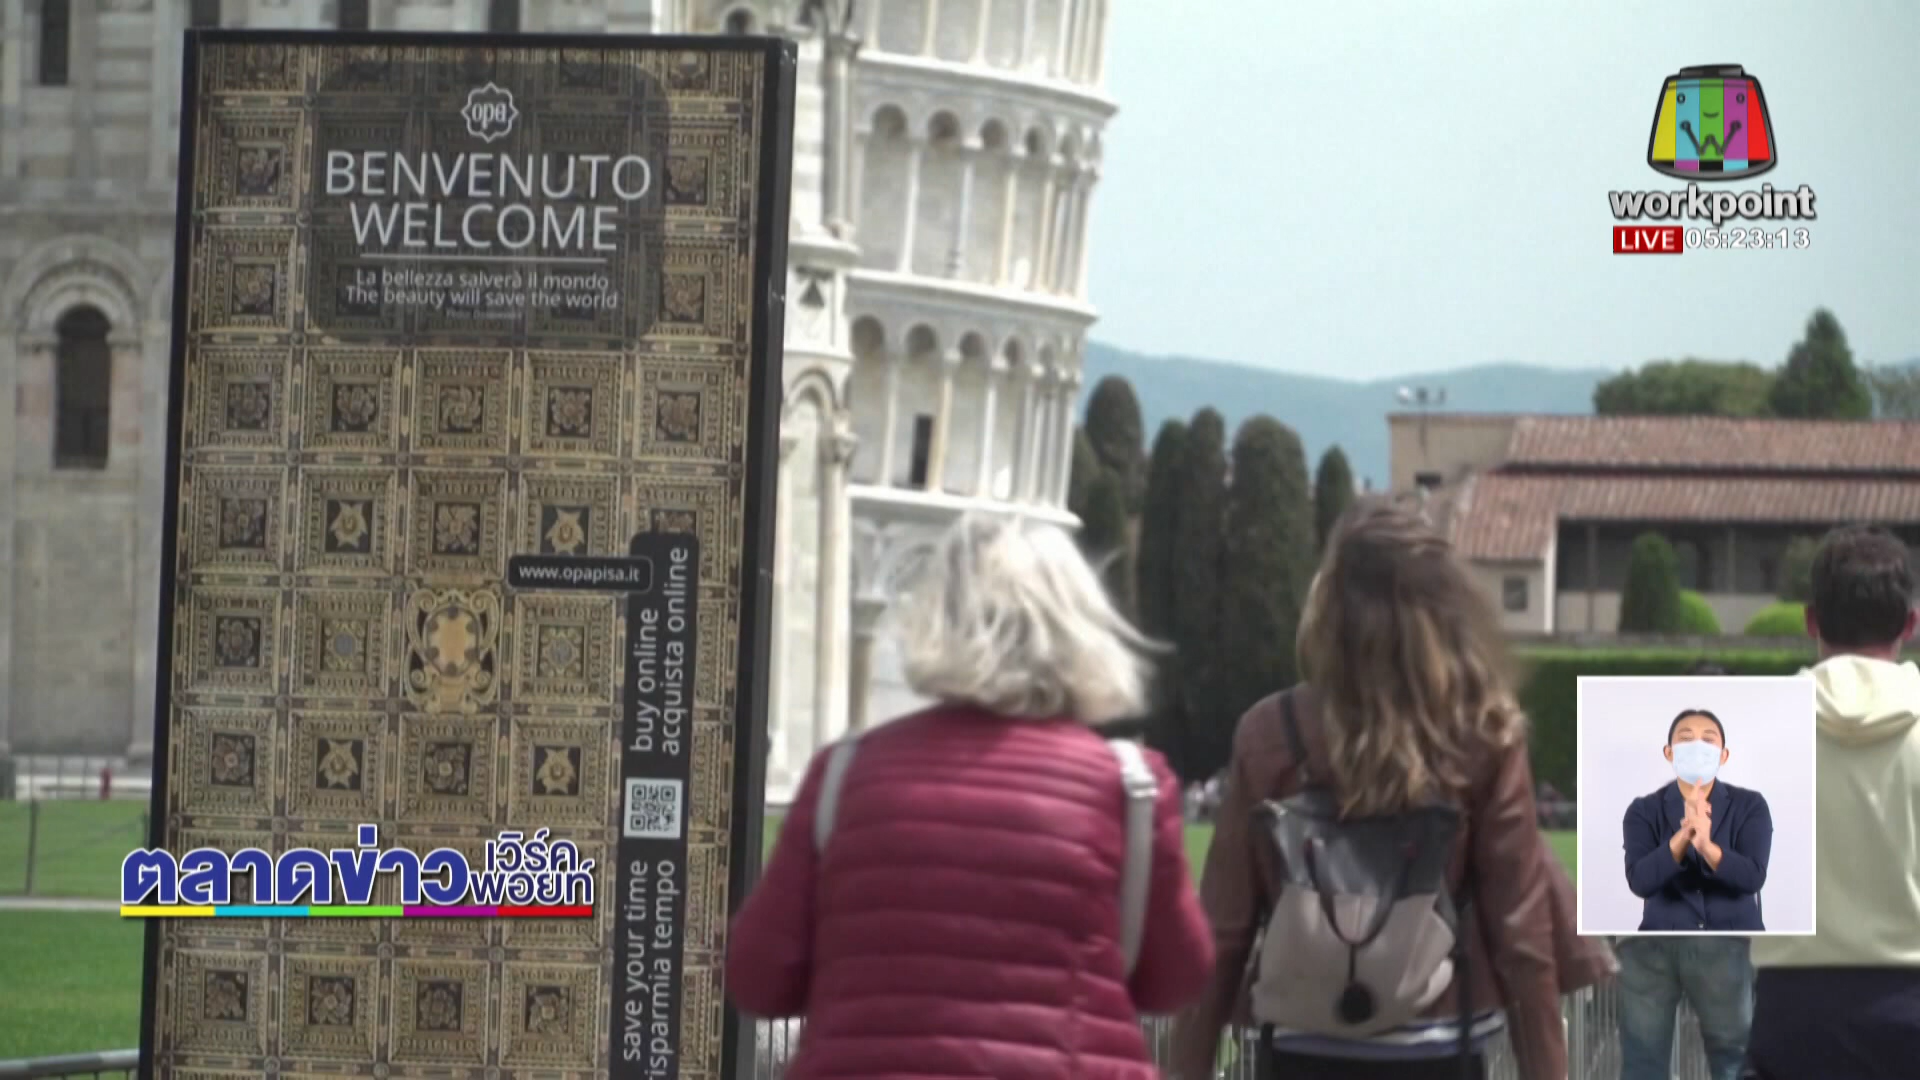 opa
BENVENUTO
WELCOME
La bellezza salverà il mondo
The beauty will save the world
www.opapisa.it
buy online
acquista online
save your time
risparmia tempo
workpoint
LIVE 05:23:13
ตลาดข่าว เวิร์คพอยท์